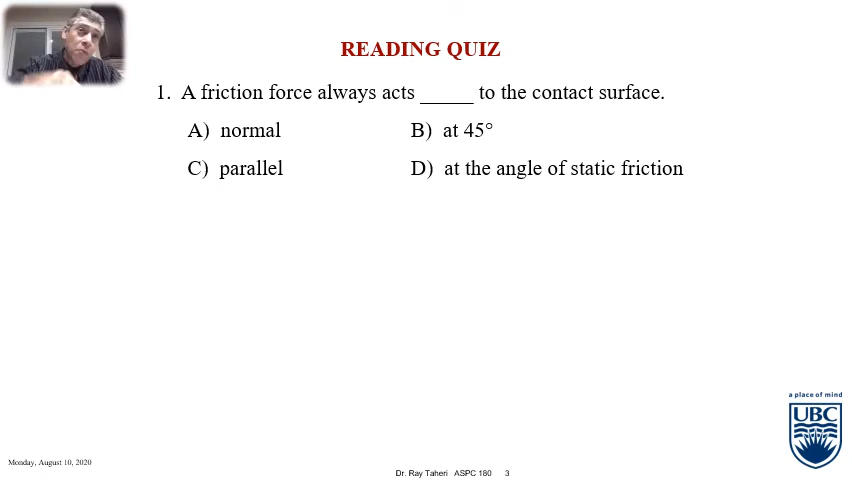 READING QUIZ
1. A friction force always acts _____ to the contact surface.
A) normal B) at 45°
C) parallel D) at the angle of static friction
a place of mind
UBC
Monday, August 10, 2020
Dr. Ray Taheri ASPC 180 3